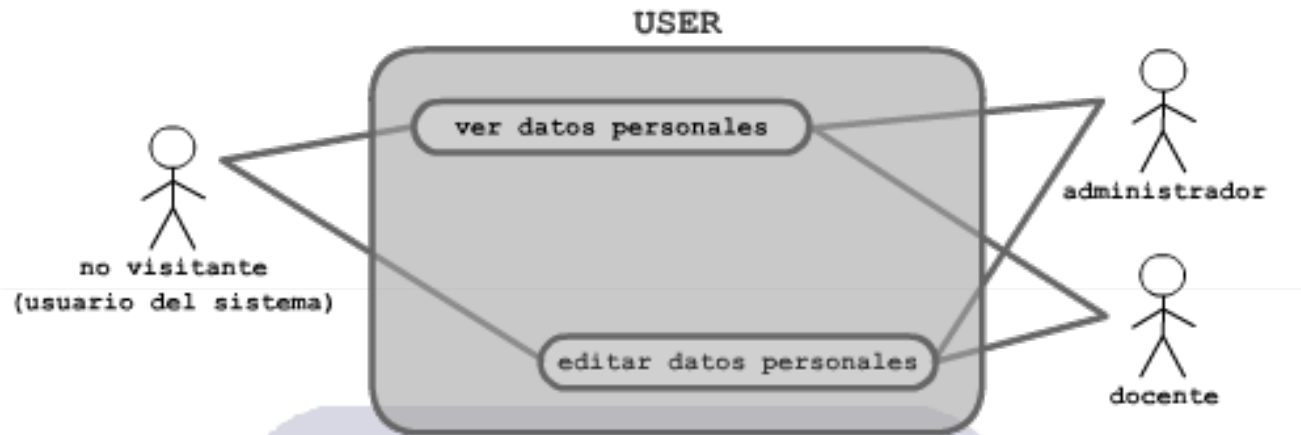 USER
ver datos personales
administrador
no visitante
(usuario del sistema)
editar datos personales
docente